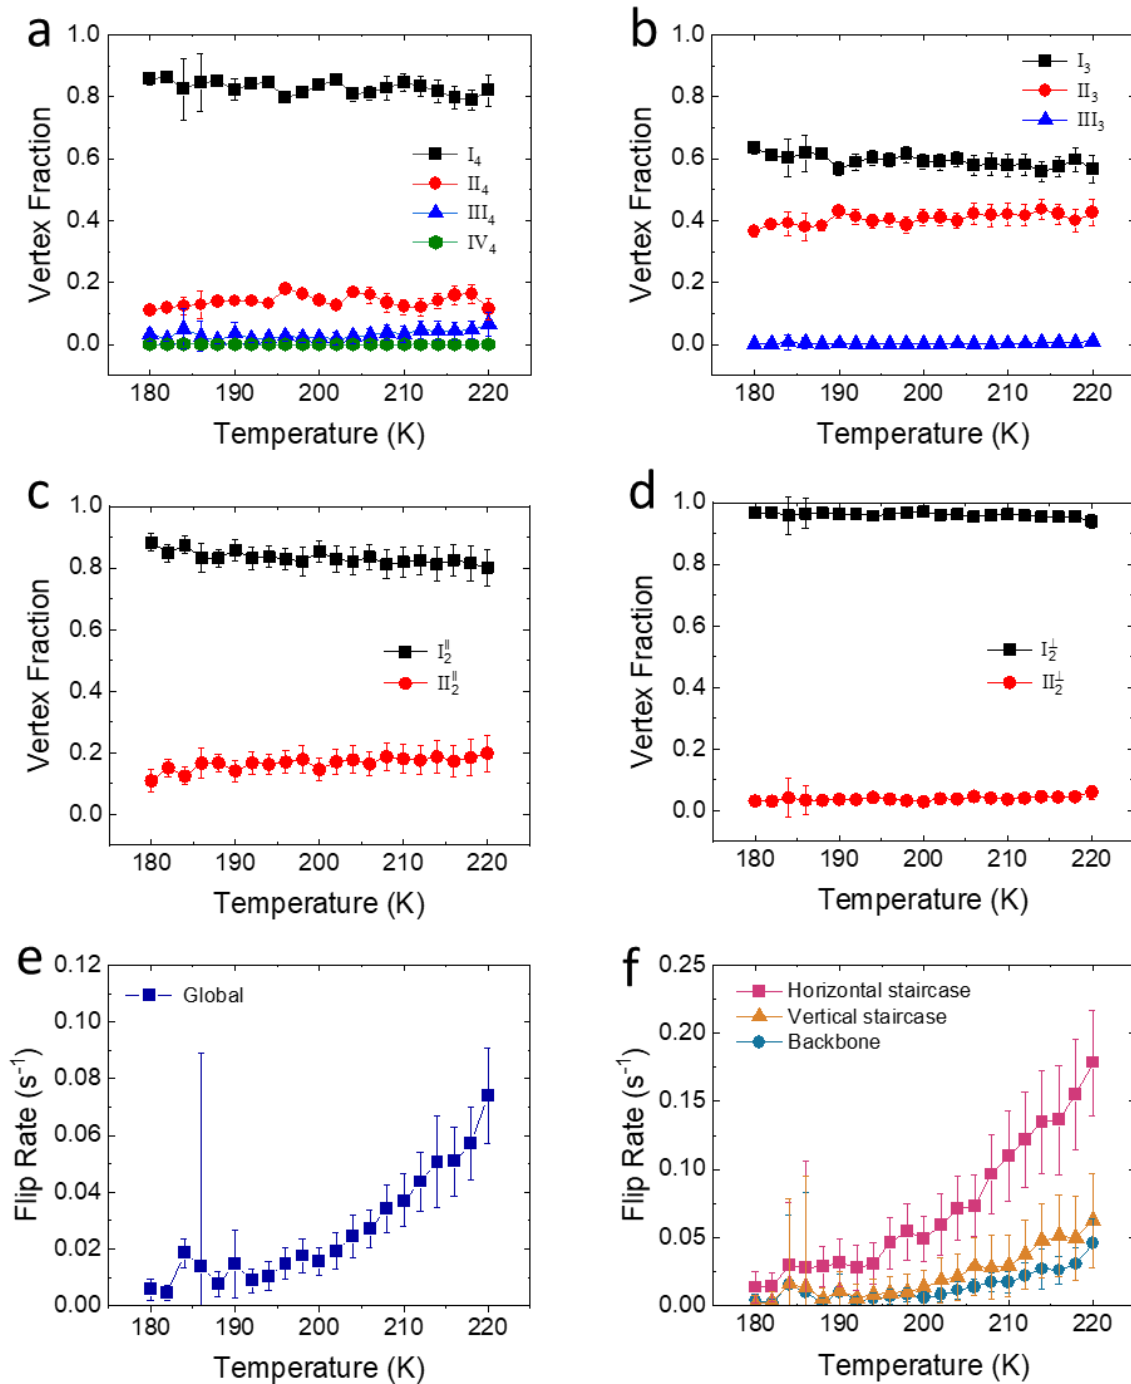 a
1.0
0.8
0.6
0.4
0.2
0.0
Vertex Fraction
I₄
II₄
III₄
IV₄
180 190 200 210 220
Temperature (K)
b
1.0
0.8
0.6
0.4
0.2
0.0
Vertex Fraction
I₃
II₃
III₃
180 190 200 210 220
Temperature (K)
c
1.0
0.8
0.6
0.4
0.2
0.0
Vertex Fraction
I₂^∥
II₂^∥
180 190 200 210 220
Temperature (K)
d
1.0
0.8
0.6
0.4
0.2
0.0
Vertex Fraction
I₂^⊥
II₂^⊥
180 190 200 210 220
Temperature (K)
e
0.12
0.10
0.08
0.06
0.04
0.02
0.00
Flip Rate (s⁻¹)
Global
180 190 200 210 220
Temperature (K)
f
0.25
0.20
0.15
0.10
0.05
0.00
Flip Rate (s⁻¹)
Horizontal staircase
Vertical staircase
Backbone
180 190 200 210 220
Temperature (K)